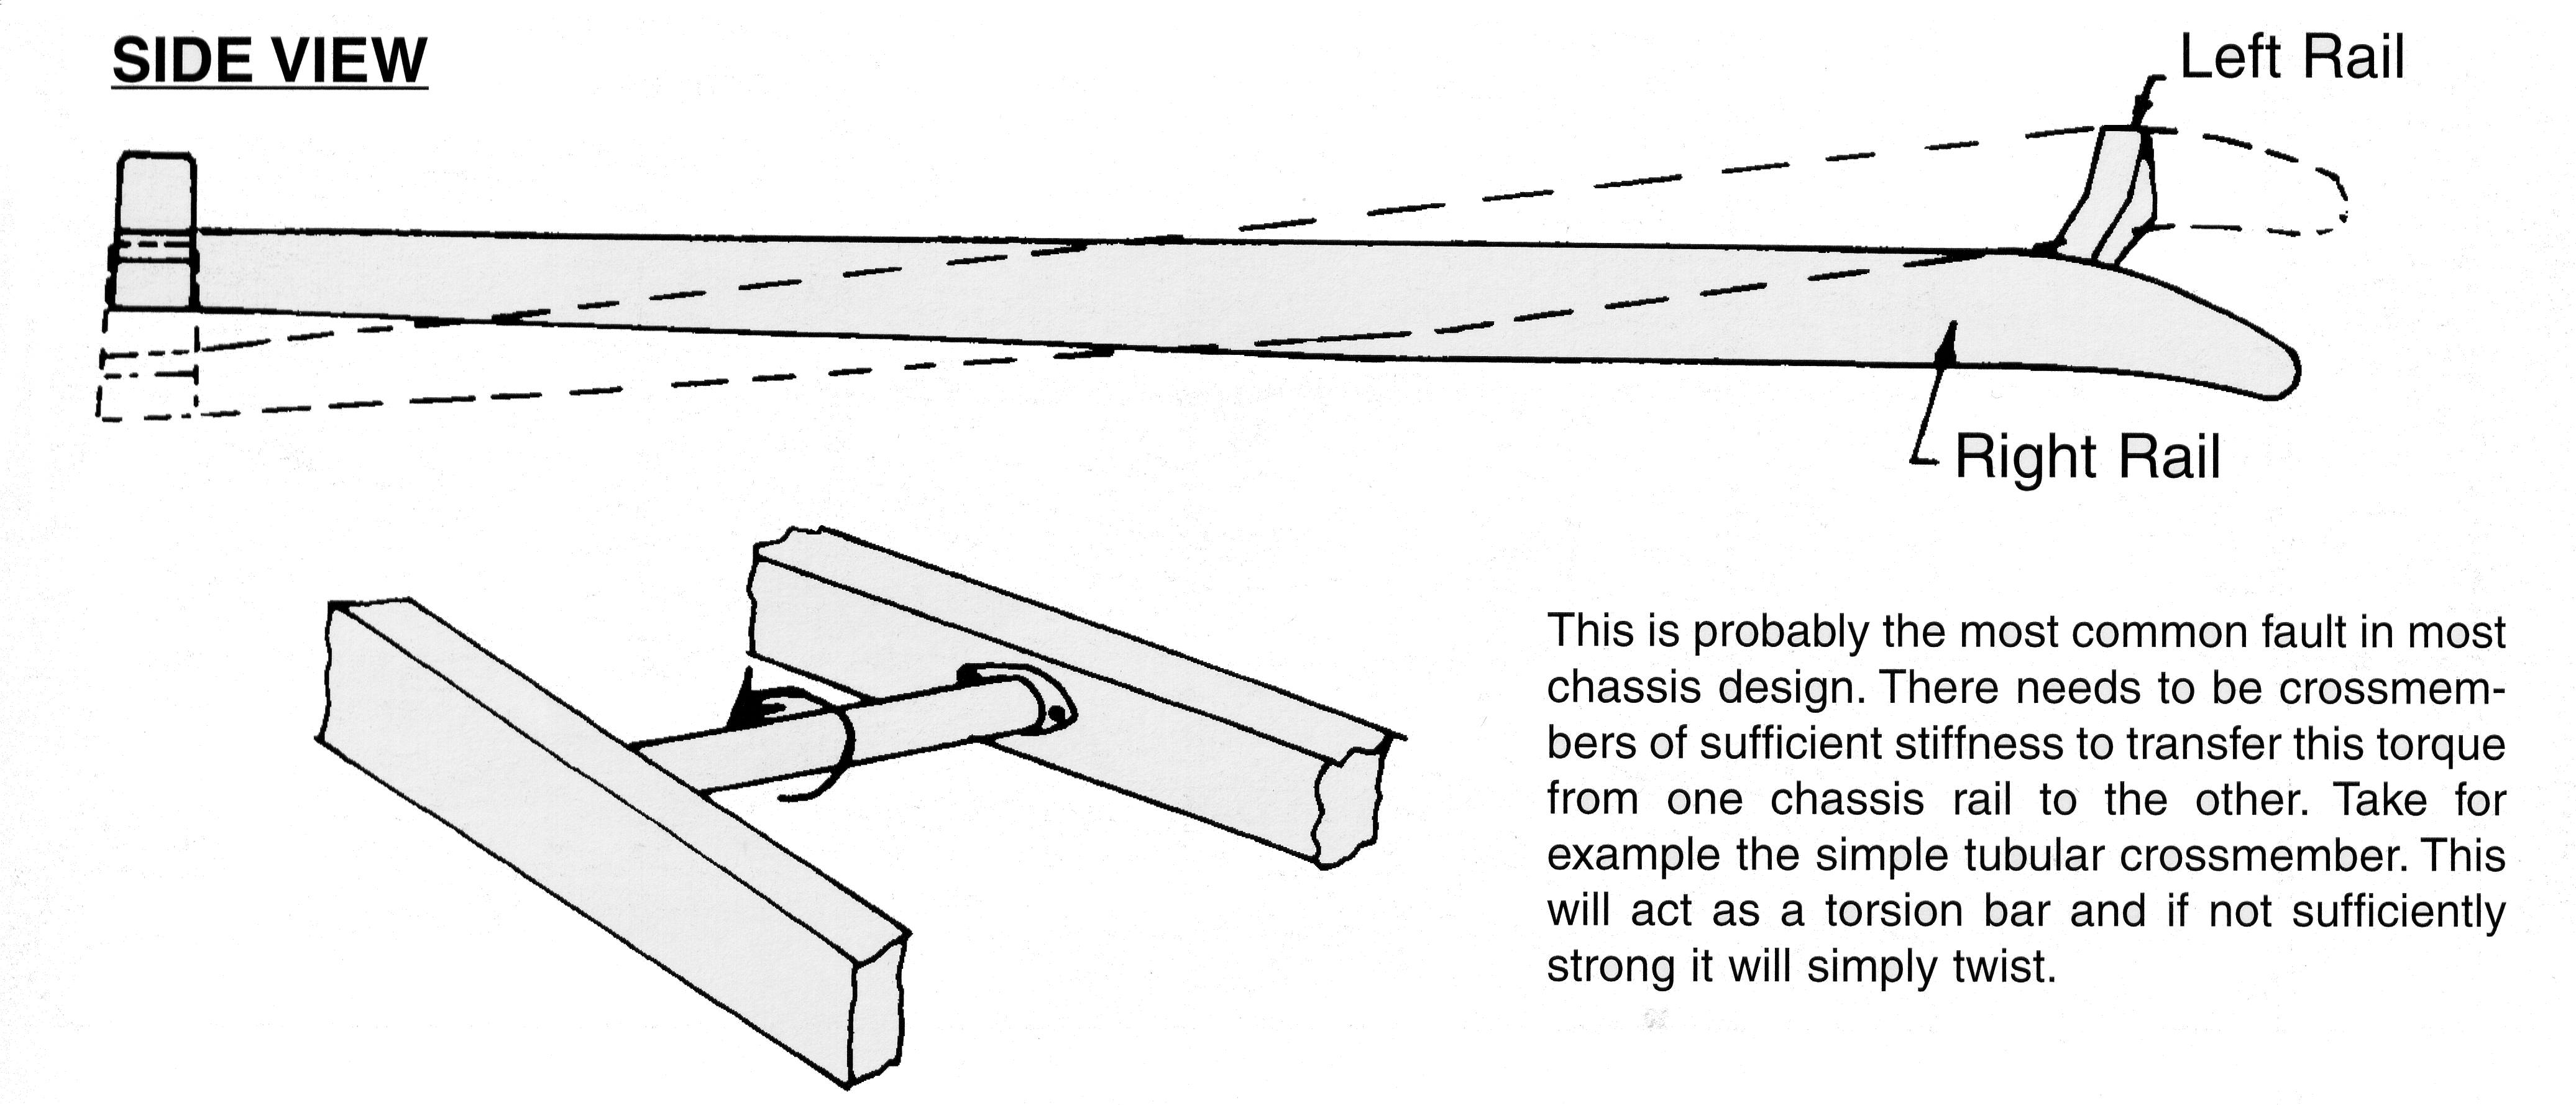 SIDE VIEW
Left Rail
Right Rail
This is probably the most common fault in most
chassis design. There needs to be crossmem-
bers of sufficient stiffness to transfer this torque
from one chassis rail to the other. Take for
example the simple tubular crossmember. This
will act as a torsion bar and if not sufficiently
strong it will simply twist.